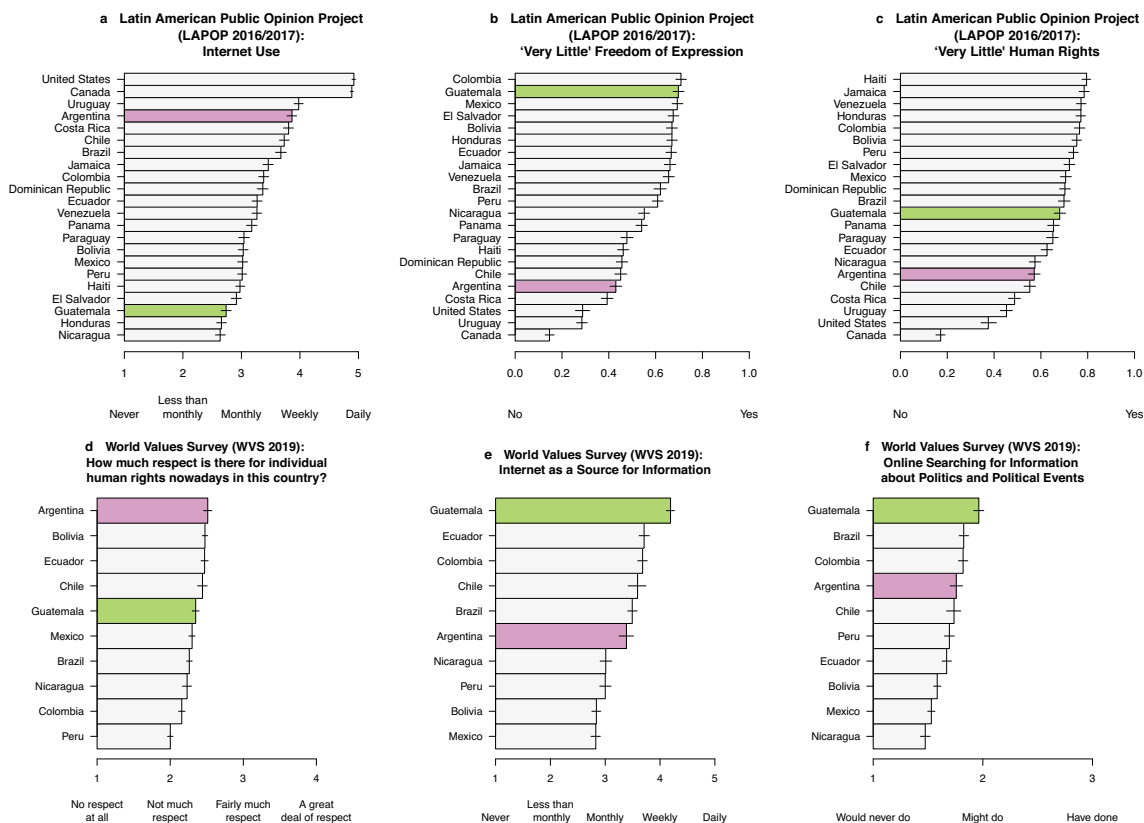 a Latin American Public Opinion Project
(LAPOP 2016/2017):
Internet Use
United States
Canada
Uruguay
Argentina
Costa Rica
Chile
Brazil
Jamaica
Colombia
Dominican Republic
Ecuador
Venezuela
Panama
Paraguay
Bolivia
Mexico
Peru
Haiti
El Salvador
Guatemala
Honduras
Nicaragua
1 2 3 4 5
Never Less than monthly Monthly Weekly Daily
b Latin American Public Opinion Project
(LAPOP 2016/2017):
‘Very Little’ Freedom of Expression
Colombia
Guatemala
Mexico
El Salvador
Bolivia
Honduras
Ecuador
Jamaica
Venezuela
Brazil
Peru
Nicaragua
Panama
Paraguay
Haiti
Dominican Republic
Chile
Argentina
Costa Rica
United States
Uruguay
Canada
0.0 0.2 0.4 0.6 0.8 1.0
No Yes
c Latin American Public Opinion Project
(LAPOP 2016/2017):
‘Very Little’ Human Rights
Haiti
Jamaica
Venezuela
Honduras
Colombia
Bolivia
Peru
El Salvador
Mexico
Dominican Republic
Brazil
Guatemala
Panama
Paraguay
Ecuador
Nicaragua
Argentina
Chile
Costa Rica
Uruguay
United States
Canada
0.0 0.2 0.4 0.6 0.8 1.0
No Yes
d World Values Survey (WVS 2019):
How much respect is there for individual
human rights nowadays in this country?
Argentina
Bolivia
Ecuador
Chile
Guatemala
Mexico
Brazil
Nicaragua
Colombia
Peru
1 2 3 4
No respect at all Not much respect Fairly much respect A great deal of respect
e World Values Survey (WVS 2019):
Internet as a Source for Information
Guatemala
Ecuador
Colombia
Chile
Brazil
Argentina
Nicaragua
Peru
Bolivia
Mexico
1 2 3 4 5
Never Less than monthly Monthly Weekly Daily
f World Values Survey (WVS 2019):
Online Searching for Information
about Politics and Political Events
Guatemala
Brazil
Colombia
Argentina
Chile
Peru
Ecuador
Bolivia
Mexico
Nicaragua
1 2 3
Would never do Might do Have done